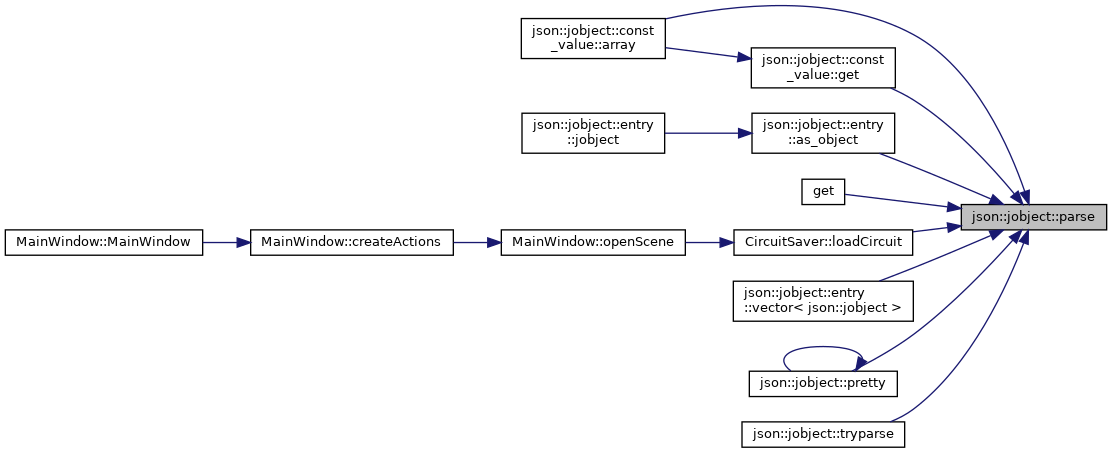 json::jobject::const
_value::array
json::jobject::const
_value::get
json::jobject::entry
::jobject
json::jobject::entry
::as_object
get
json::jobject::parse
MainWindow::MainWindow
MainWindow::createActions
MainWindow::openScene
CircuitSaver::loadCircuit
json::jobject::entry
::vector< json::jobject >
json::jobject::pretty
json::jobject::tryparse